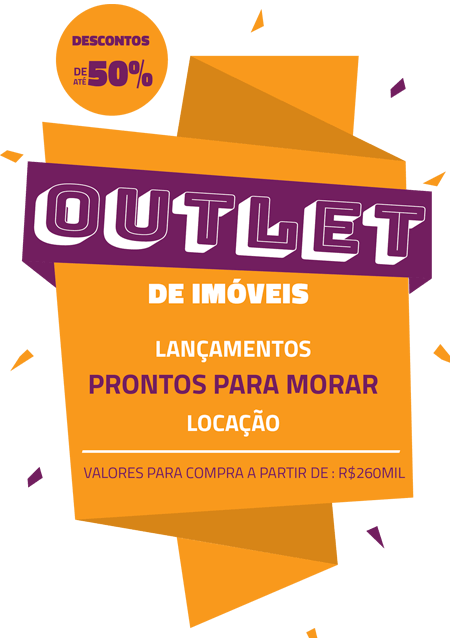 DESCONTOS
DE ATÉ 50%
OUTLET
DE IMÓVEIS
LANÇAMENTOS
PRONTOS PARA MORAR
LOCAÇÃO
VALORES PARA COMPRA A PARTIR DE : R$260MIL